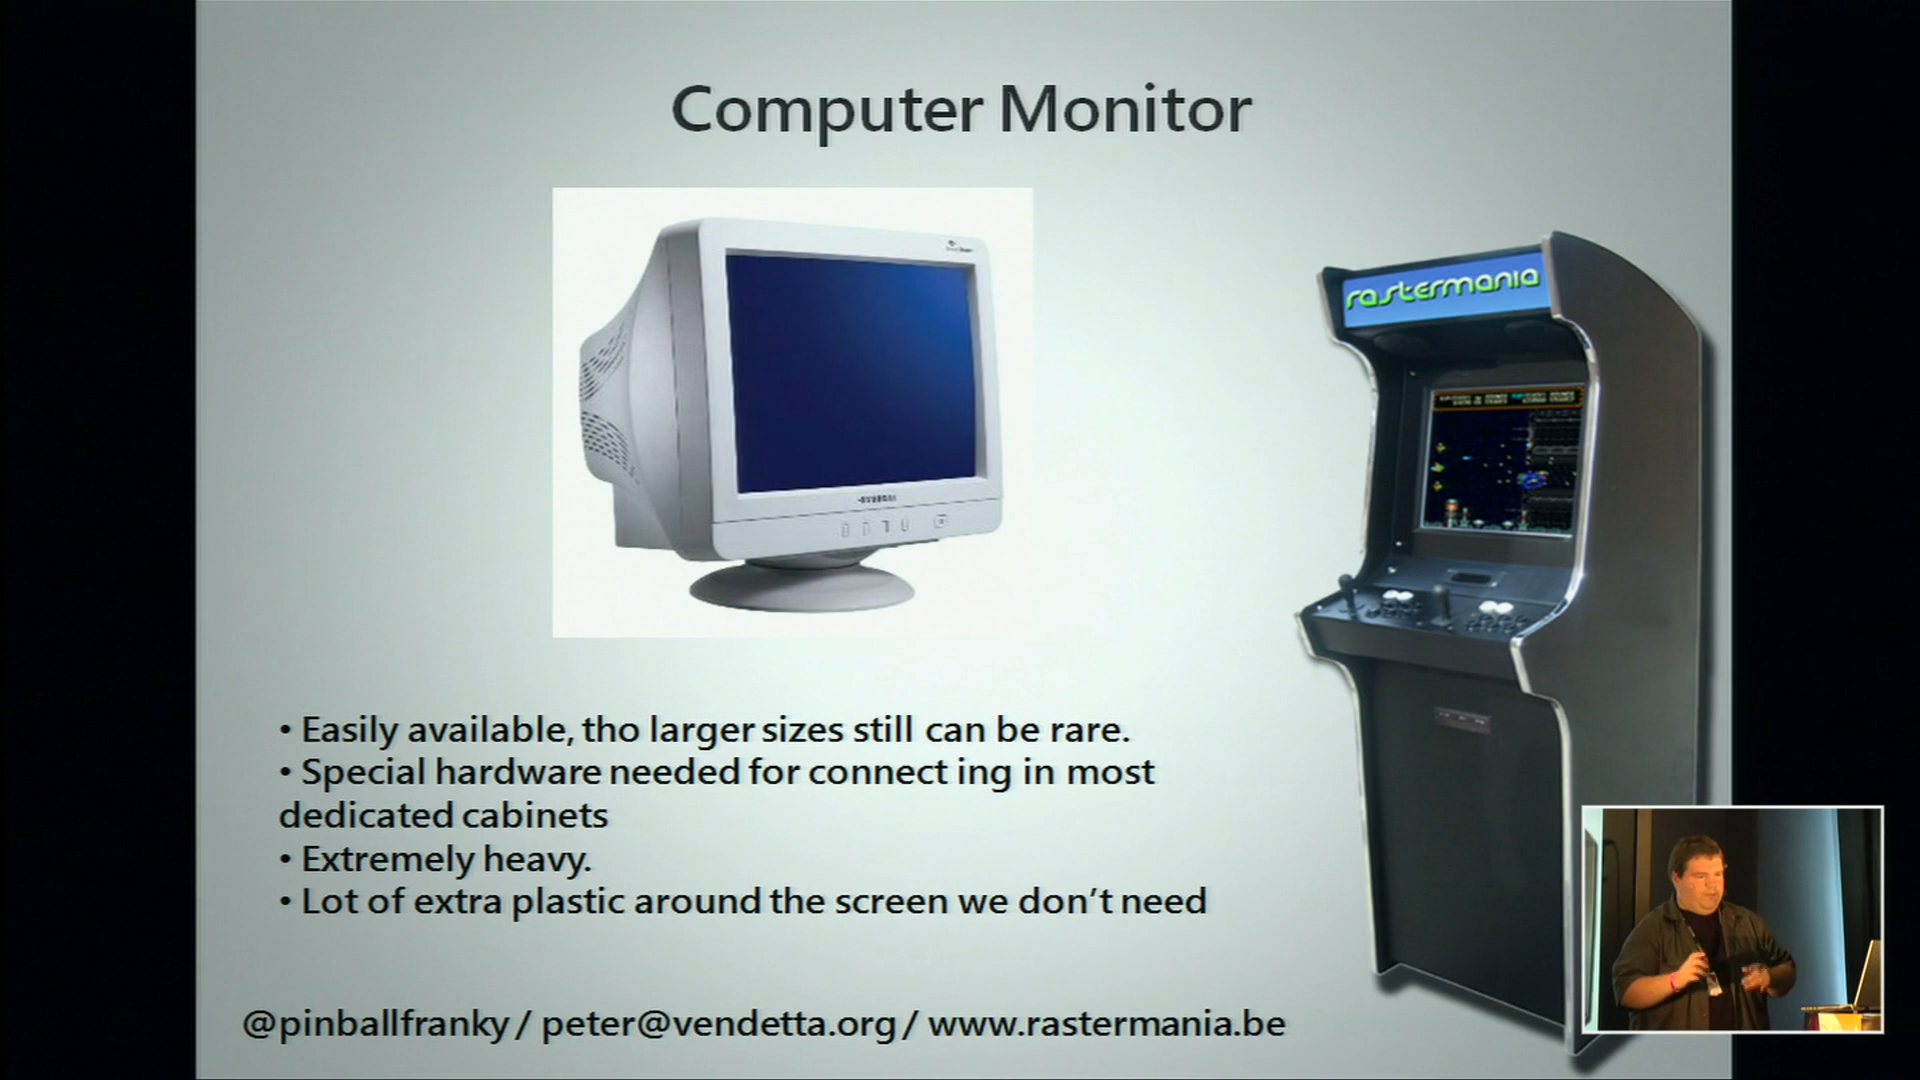 Computer Monitor
rastermania
HYUNDAI
• Easily available, tho larger sizes still can be rare.
• Special hardware needed for connect ing in most
dedicated cabinets
• Extremely heavy.
• Lot of extra plastic around the screen we don't need
@pinballfranky / peter@vendetta.org / www.rastermania.be